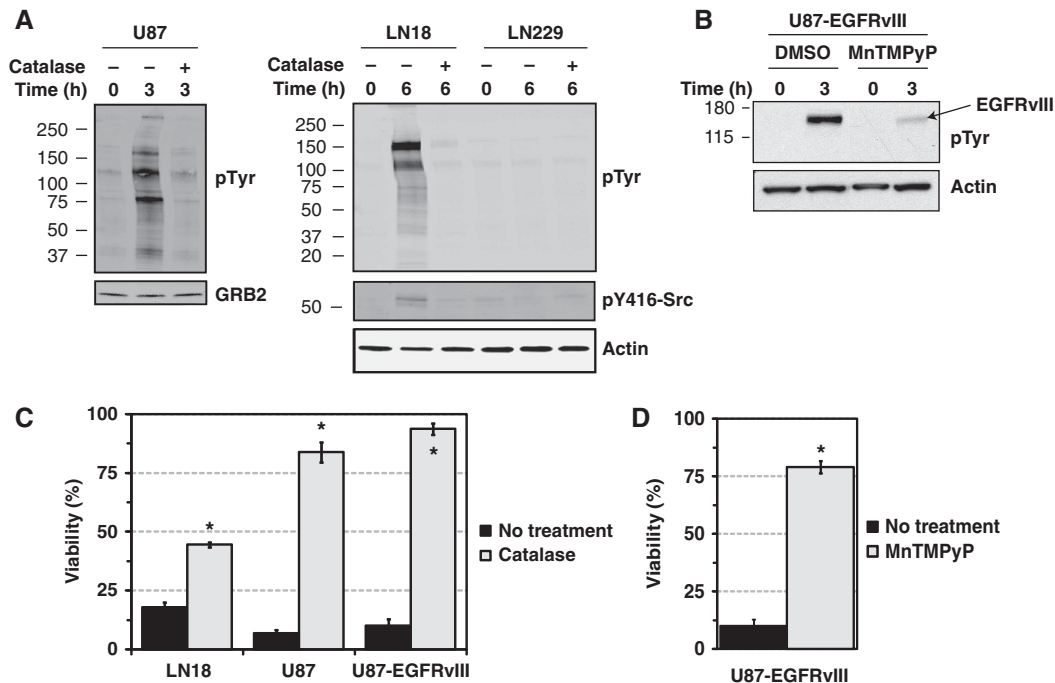 A
U87
Catalase – – +
Time (h) 0 3 3
250 –
150 –
100 –
75 –
50 –
37 –
pTyr
GRB2
LN18 LN229
Catalase – – + – – +
Time (h) 0 6 6 0 6 6
250 –
150 –
100 –
75 –
50 –
37 –
20 –
pTyr
50 –
pY416-Src
Actin
B
U87-EGFRvIII
DMSO MnTMPyP
Time (h) 0 3 0 3
180 –
115 –
EGFRvIII
pTyr
Actin
C
Viability (%)
100
75
50
25
0
* * *
LN18 U87 U87-EGFRvIII
No treatment
Catalase
D
Viability (%)
100
75
50
25
0
*
U87-EGFRvIII
No treatment
MnTMPyP